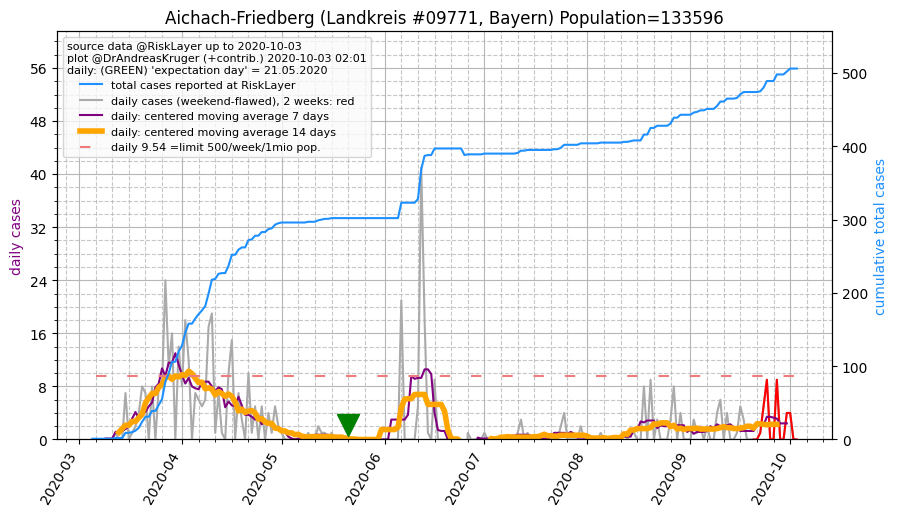 Aichach-Friedberg (Landkreis #09771, Bayern) Population=133596
source data @RiskLayer up to 2020-10-03
plot @DrAndreasKruger (+contrib.) 2020-10-03 02:01
daily: (GREEN) 'expectation day' = 21.05.2020
total cases reported at RiskLayer
daily cases (weekend-flawed), 2 weeks: red
daily: centered moving average 7 days
daily: centered moving average 14 days
daily 9.54 =limit 500/week/1mio pop.
daily cases
56
48
40
32
24
16
8
0
500
400
300
200
100
0
cumulative total cases
2020-03
2020-04
2020-05
2020-06
2020-07
2020-08
2020-09
2020-10